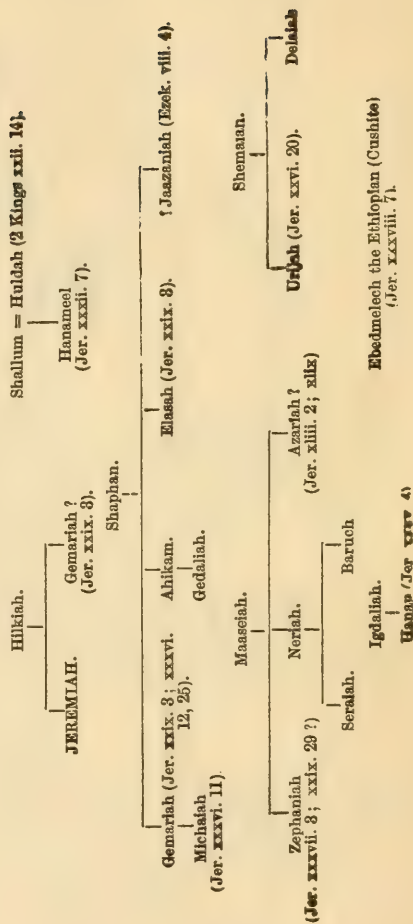 Hilkiah.
Shallum = Huldah (2 Kings xxii. 14).
JEREMIAH.
Gemariah ?
(Jer. xxix. 3).
Hanameel
(Jer. xxxii. 7).
Shaphan.
Gemariah (Jer. xxix. 3 ; xxxvi.
12, 25).
Ahikam.
Elasah (Jer. xxix. 3).
Jaazaniah (Ezek. viii. 4).
Michaiah
(Jer. xxxvi. 11).
Gedaliah.
Maaseiah.
Shemaian.
Zephaniah
(Jer. xxxvii. 3 ; xxix. 29 ?)
Neriah.
Azariah ?
(Jer. xliii. 2 ; xlix)
Urijah (Jer. xxvi. 20).
Delaiah
Seraiah.
Baruch
Igdaliah.
Hanan (Jer. xxxv. 4)
Ebedmelech the Ethiopian (Cushite)
(Jer. xxxviii. 7).